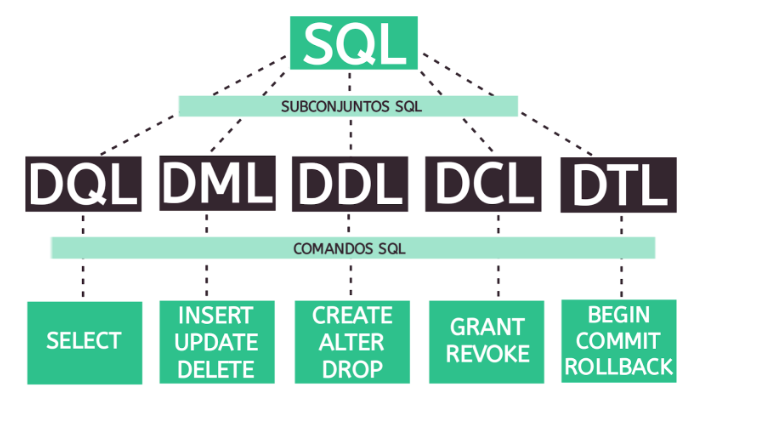 SQL
SUBCONJUNTOS SQL
DQL
DML
DDL
DCL
DTL
COMANDOS SQL
SELECT
INSERT
UPDATE
DELETE
CREATE
ALTER
DROP
GRANT
REVOKE
BEGIN
COMMIT
ROLLBACK